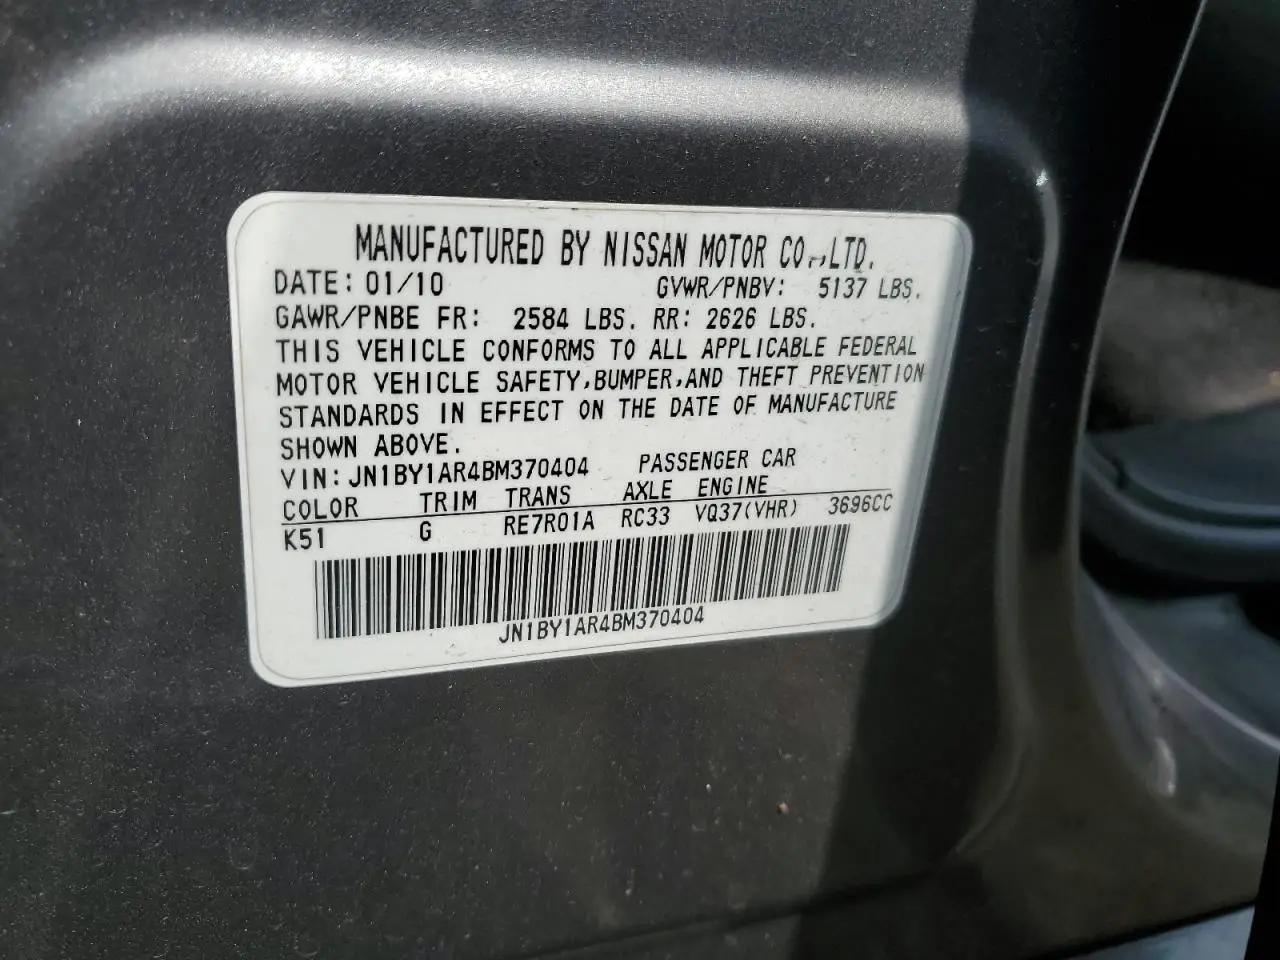 MANUFACTURED BY NISSAN MOTOR CO.,LTD.
DATE: 01/10 GVWR/PNBV: 5137 LBS.
GAWR/PNBE FR: 2584 LBS. RR: 2626 LBS.
THIS VEHICLE CONFORMS TO ALL APPLICABLE FEDERAL
MOTOR VEHICLE SAFETY,BUMPER,AND THEFT PREVENTION
STANDARDS IN EFFECT ON THE DATE OF MANUFACTURE
SHOWN ABOVE.
VIN: JN1BY1AR4BM370404 PASSENGER CAR
COLOR TRIM TRANS AXLE ENGINE
K51 G RE7R01A RC33 VQ37(VHR) 3696CC
JN1BY1AR4BM370404